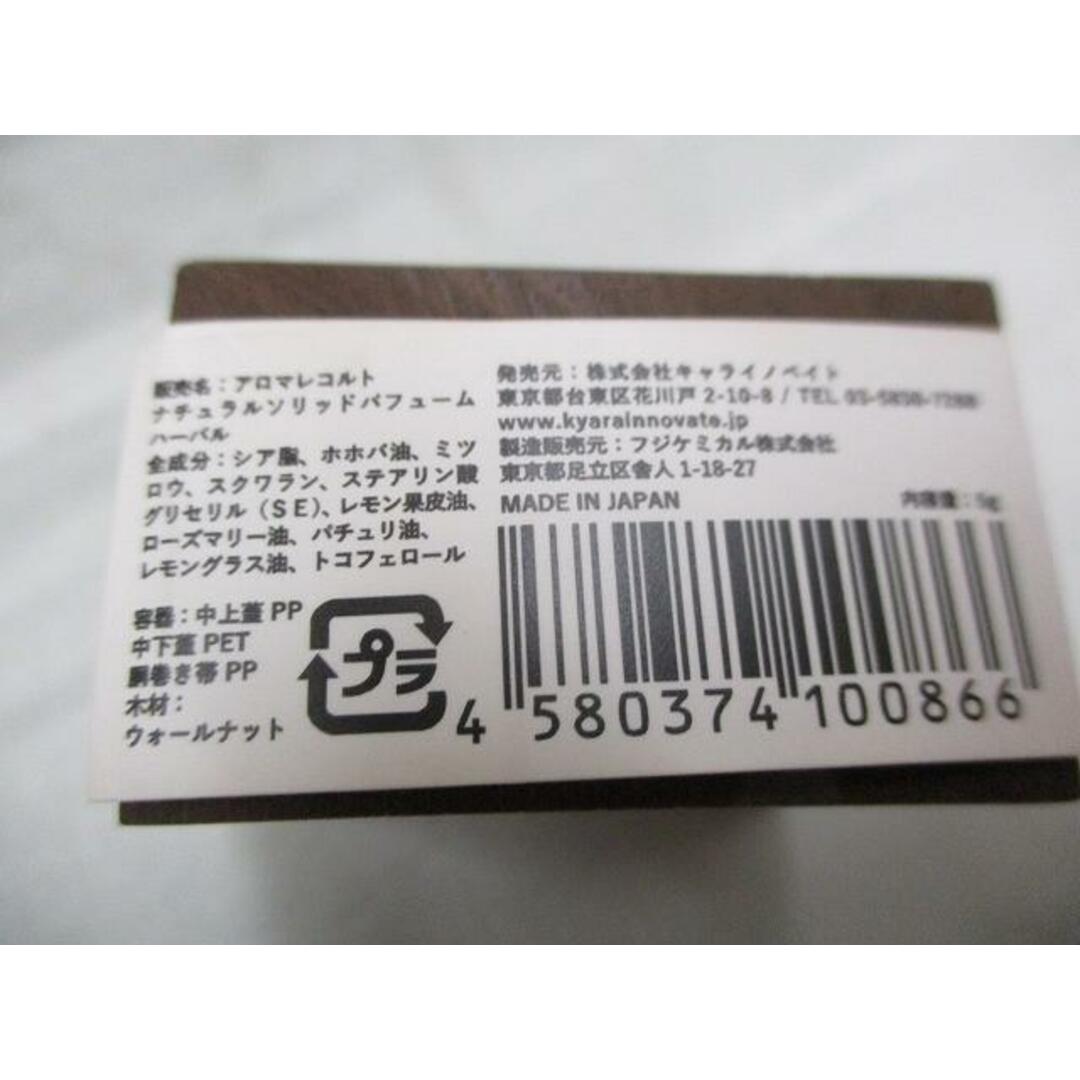 販売名：アロマレコルト
ナチュラルソリッドパフューム
ハーバル
全成分：シア脂、ホホバ油、ミツ
ロウ、スクワラン、ステアリン酸
グリセリル（SE）、レモン果皮油、
ローズマリー油、パチュリ油、
レモングラス油、トコフェロール
容器：中上蓋 PP
中下蓋 PET
胴巻き帯 PP
木材：
ウォールナット
プラ
発売元：株式会社キャライノベイト
東京都台東区花川戸 2-10-8 / TEL
www.kyarainnovate.jp
製造販売元：フジケミカル株式会社
東京都足立区舎人 1-18-27
MADE IN JAPAN
内容量：5g
4 580374 100866